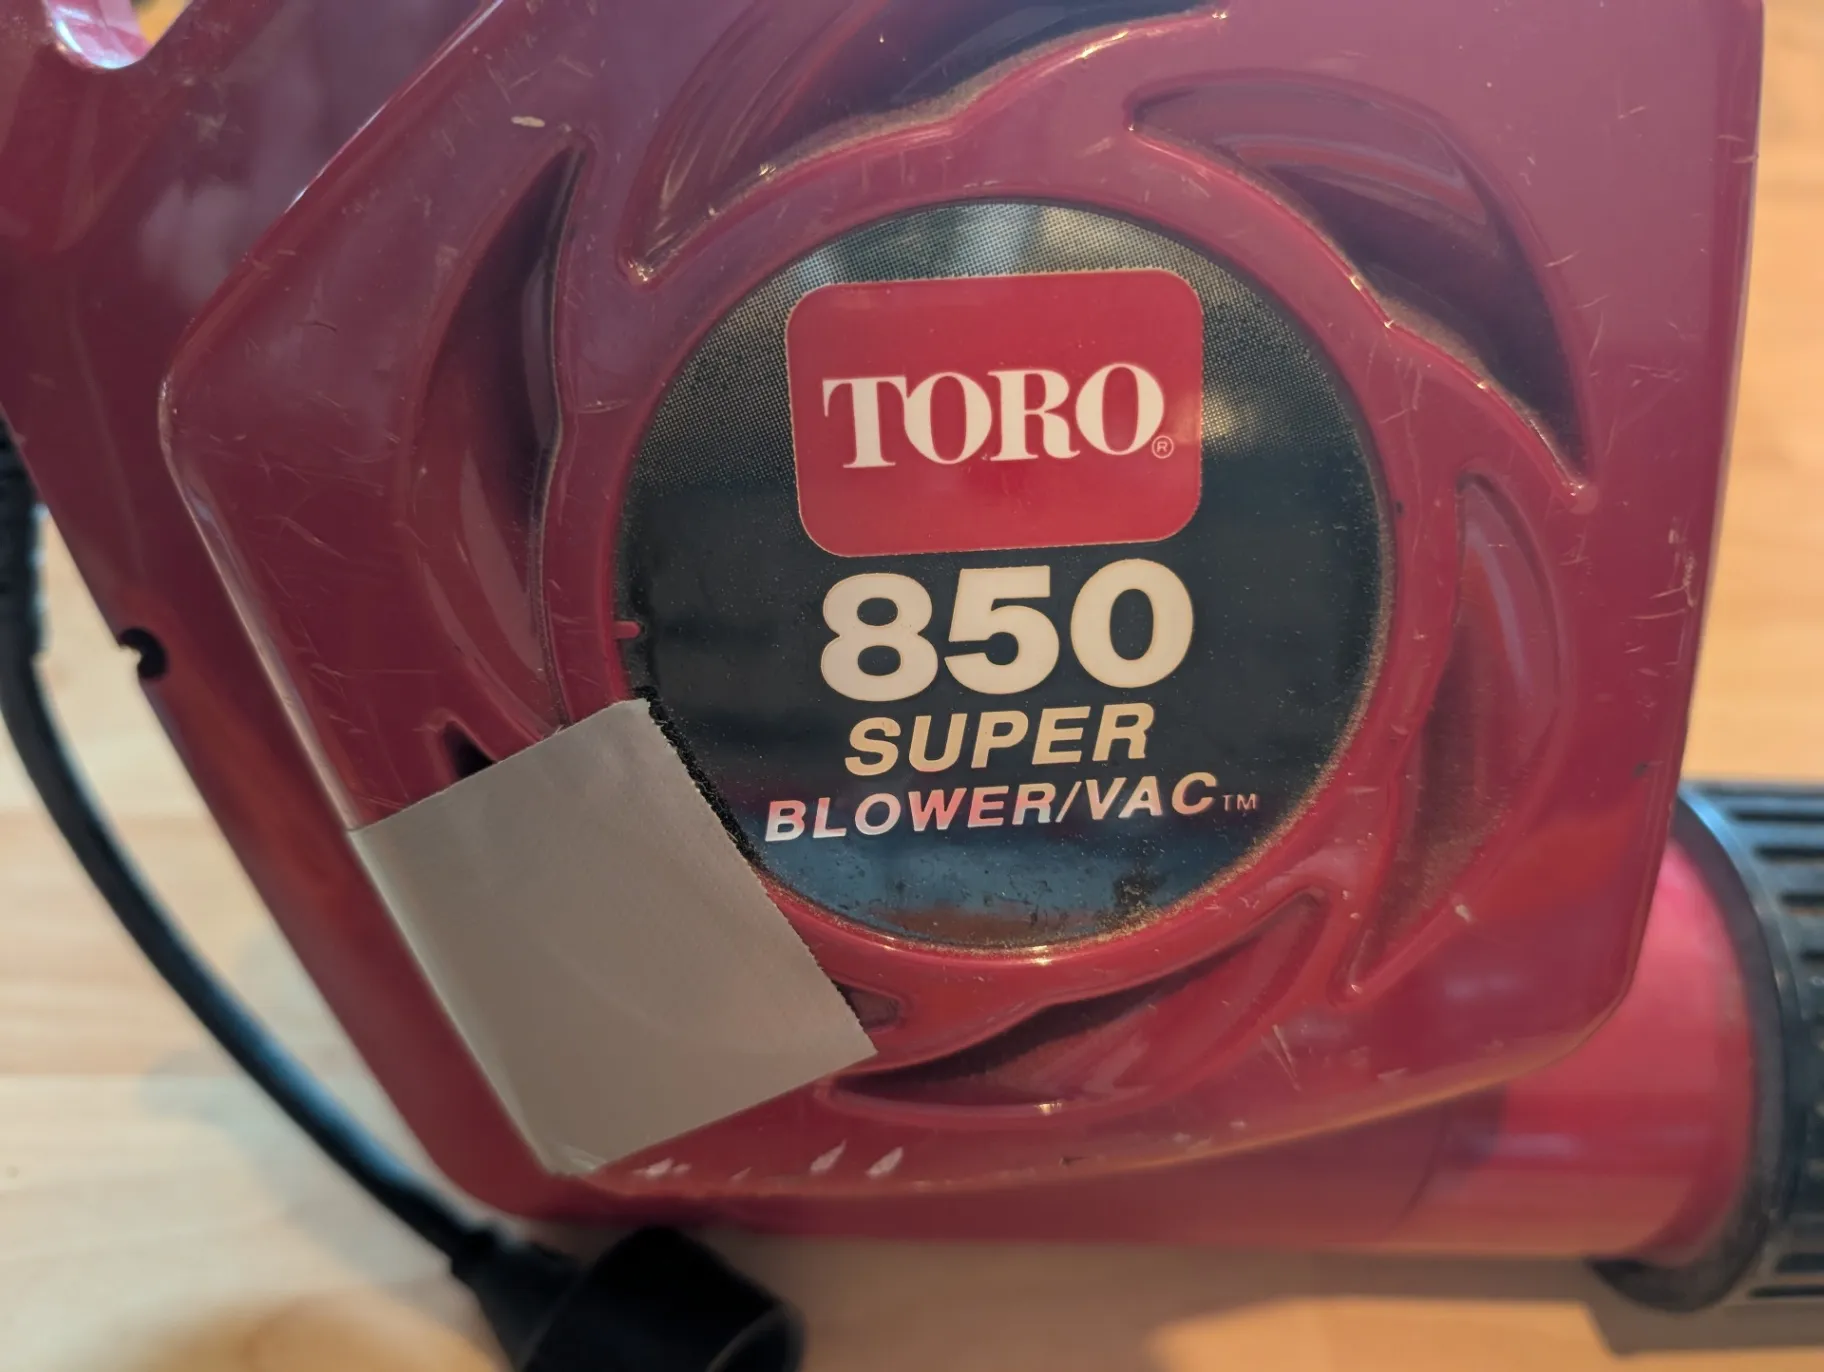 TORO®
850
SUPER
BLOWER/VAC™